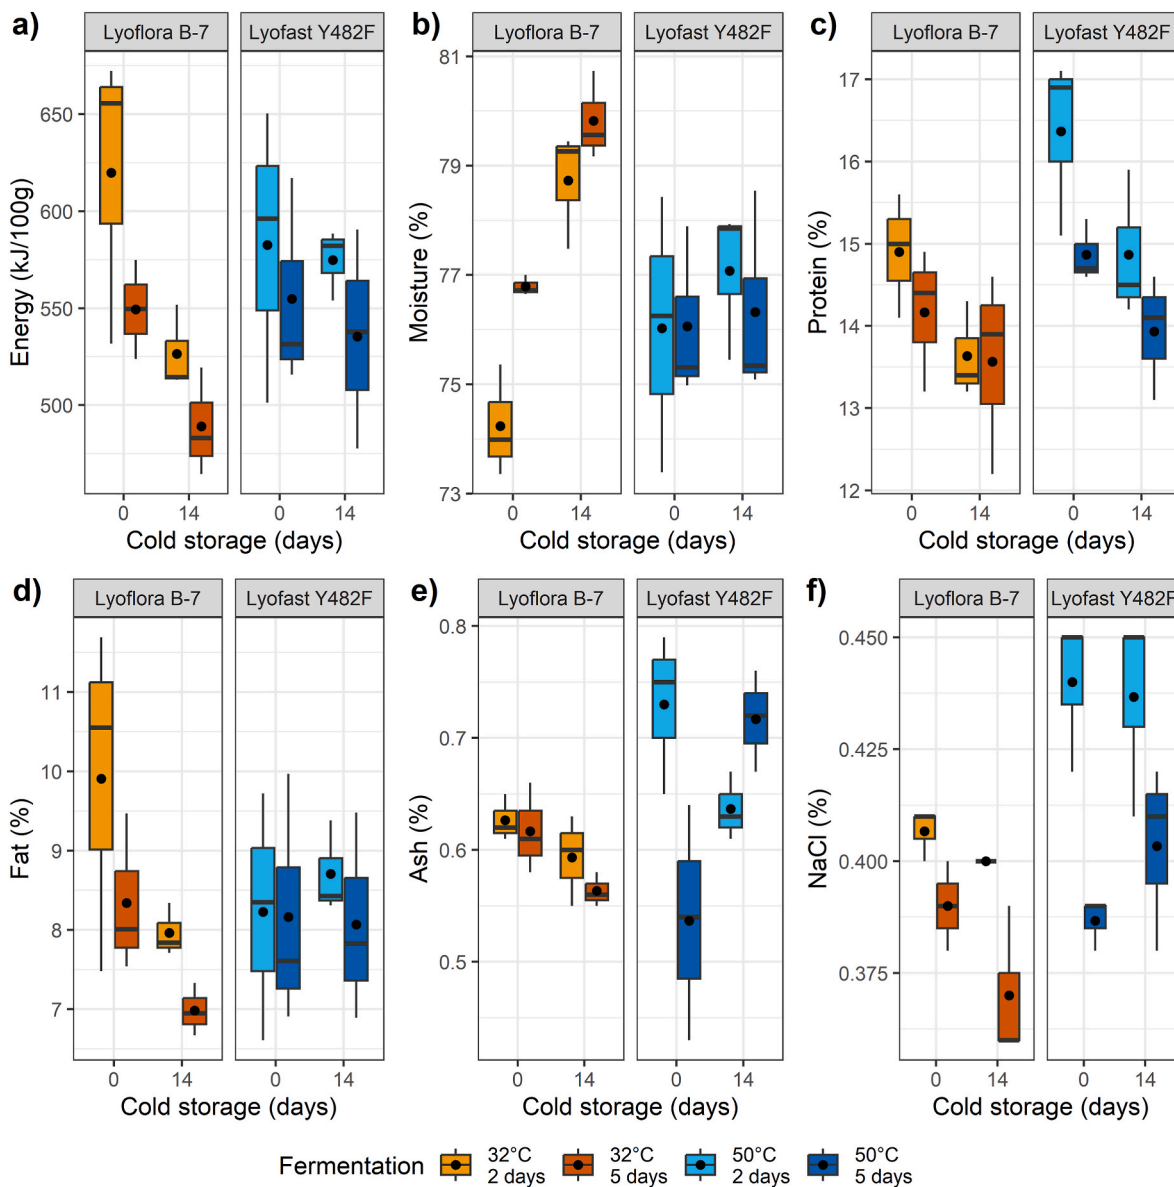 a)
Lyoflora B-7
Lyofast Y482F
Energy (kJ/100g)
650
600
550
500
0
14
0
14
Cold storage (days)
b)
Lyoflora B-7
Lyofast Y482F
Moisture (%)
81
79
77
75
73
0
14
0
14
Cold storage (days)
c)
Lyoflora B-7
Lyofast Y482F
Protein (%)
17
16
15
14
13
12
0
14
0
14
Cold storage (days)
d)
Lyoflora B-7
Lyofast Y482F
Fat (%)
11
10
9
8
7
0
14
0
14
Cold storage (days)
e)
Lyoflora B-7
Lyofast Y482F
Ash (%)
0.8
0.7
0.6
0.5
0
14
0
14
Cold storage (days)
f)
Lyoflora B-7
Lyofast Y482F
NaCl (%)
0.450
0.425
0.400
0.375
0
14
0
14
Cold storage (days)
Fermentation
32°C
2 days
32°C
5 days
50°C
2 days
50°C
5 days